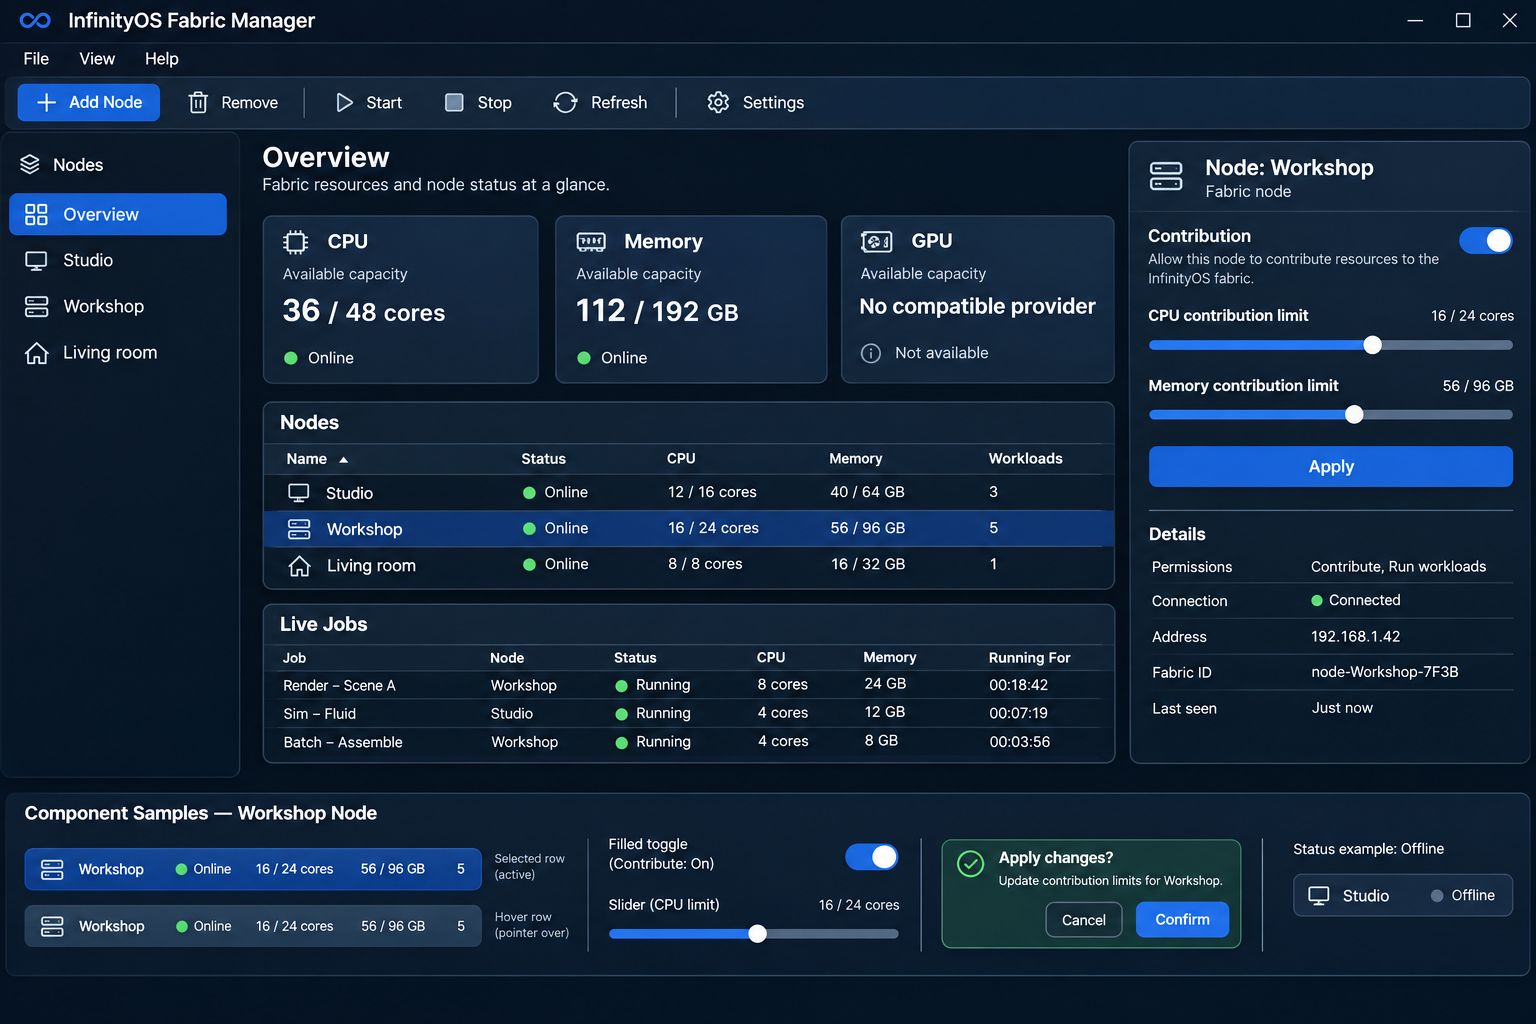 InfinityOS Fabric Manager
File View Help
Add Node Remove Start Stop Refresh Settings
Nodes
Overview
Studio
Workshop
Living room
Overview
Fabric resources and node status at a glance.
CPU
Available capacity
36 / 48 cores
Online
Memory
Available capacity
112 / 192 GB
Online
GPU
Available capacity
No compatible provider
Not available
Nodes
Name Status CPU Memory Workloads
Studio Online 12 / 16 cores 40 / 64 GB 3
Workshop Online 16 / 24 cores 56 / 96 GB 5
Living room Online 8 / 8 cores 16 / 32 GB 1
Live Jobs
Job Node Status CPU Memory Running For
Render – Scene A Workshop Running 8 cores 24 GB 00:18:42
Sim – Fluid Studio Running 4 cores 12 GB 00:07:19
Batch – Assemble Workshop Running 4 cores 8 GB 00:03:56
Node: Workshop
Fabric node
Contribution
Allow this node to contribute resources to the
InfinityOS fabric.
CPU contribution limit 16 / 24 cores
Memory contribution limit 56 / 96 GB
Apply
Details
Permissions Contribute, Run workloads
Connection Connected
Address 192.168.1.42
Fabric ID node-Workshop-7F3B
Last seen Just now
Component Samples — Workshop Node
Workshop Online 16 / 24 cores 56 / 96 GB 5
Selected row
(active)
Workshop Online 16 / 24 cores 56 / 96 GB 5
Hover row
(pointer over)
Filled toggle
(Contribute: On)
Slider (CPU limit) 16 / 24 cores
Apply changes?
Update contribution limits for Workshop.
Cancel Confirm
Status example: Offline
Studio Offline